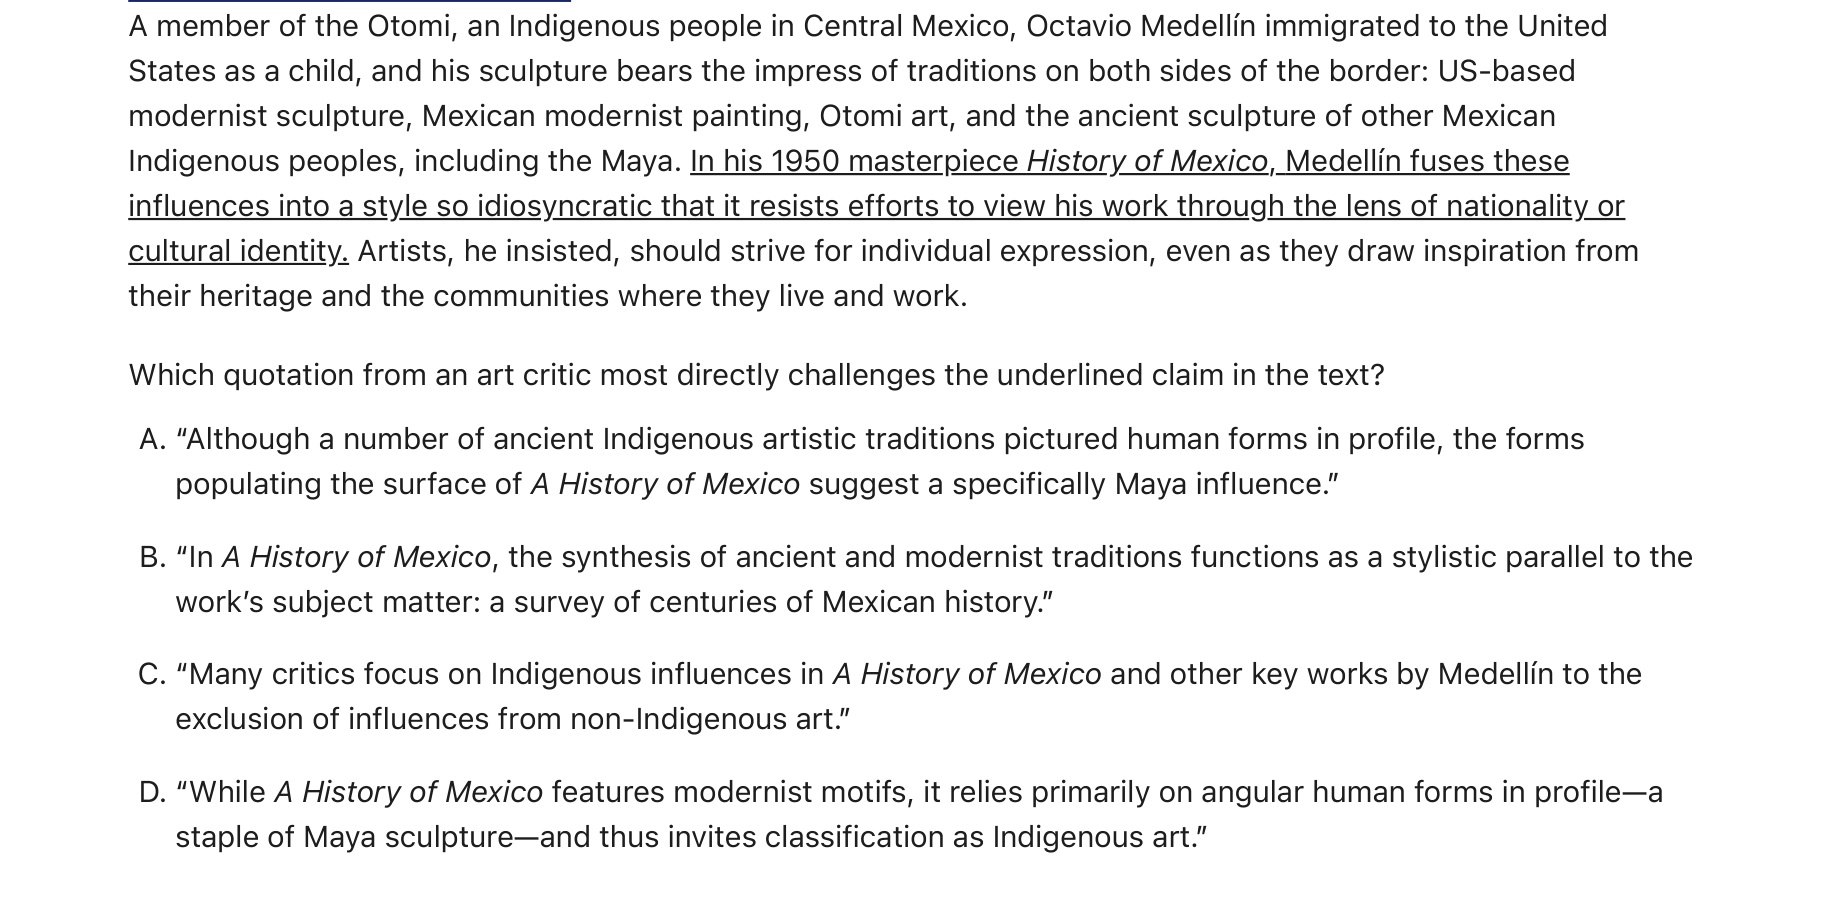 A member of the Otomi, an Indigenous people in Central Mexico, Octavio Medellín immigrated to the United
States as a child, and his sculpture bears the impress of traditions on both sides of the border: US-based
modernist sculpture, Mexican modernist painting, Otomi art, and the ancient sculpture of other Mexican
Indigenous peoples, including the Maya. In his 1950 masterpiece History of Mexico, Medellín fuses these
influences into a style so idiosyncratic that it resists efforts to view his work through the lens of nationality or
cultural identity. Artists, he insisted, should strive for individual expression, even as they draw inspiration from
their heritage and the communities where they live and work.
Which quotation from an art critic most directly challenges the underlined claim in the text?
A. “Although a number of ancient Indigenous artistic traditions pictured human forms in profile, the forms
populating the surface of A History of Mexico suggest a specifically Maya influence.”
B. “In A History of Mexico, the synthesis of ancient and modernist traditions functions as a stylistic parallel to the
work’s subject matter: a survey of centuries of Mexican history.”
C. “Many critics focus on Indigenous influences in A History of Mexico and other key works by Medellín to the
exclusion of influences from non-Indigenous art.”
D. “While A History of Mexico features modernist motifs, it relies primarily on angular human forms in profile—a
staple of Maya sculpture—and thus invites classification as Indigenous art.”